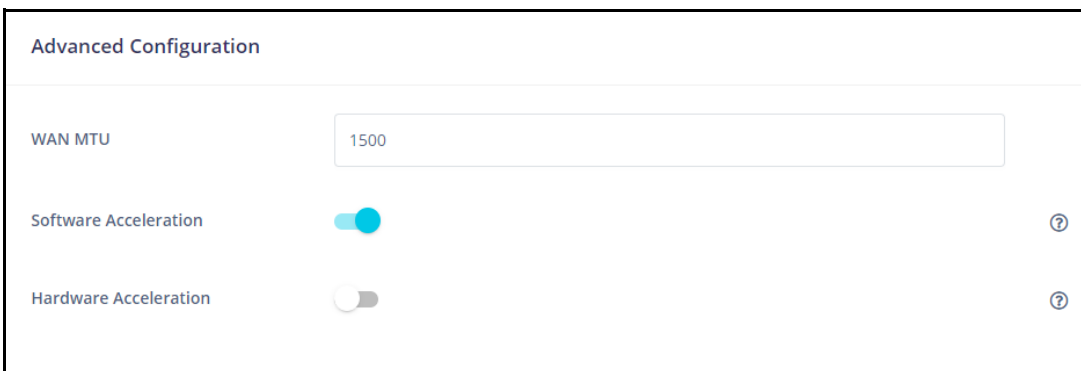 Advanced Configuration
WAN MTU
1500
Software Acceleration
Hardware Acceleration